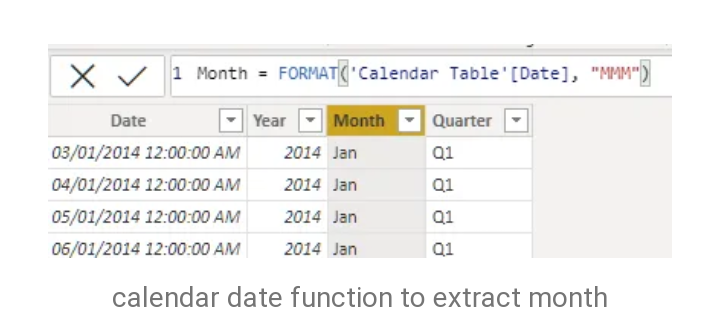 1 Month = FORMAT('Calendar Table'[Date], "MMM")
Date Year Month Quarter
03/01/2014 12:00:00 AM 2014 Jan Q1
04/01/2014 12:00:00 AM 2014 Jan Q1
05/01/2014 12:00:00 AM 2014 Jan Q1
06/01/2014 12:00:00 AM 2014 Jan Q1
calendar date function to extract month